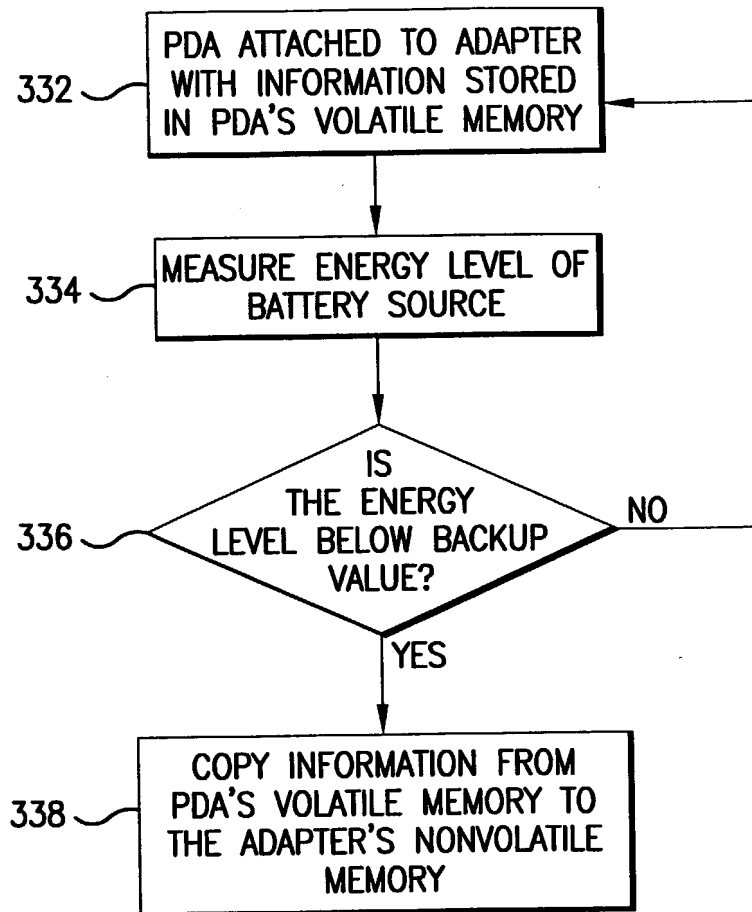 332
PDA ATTACHED TO ADAPTER
WITH INFORMATION STORED
IN PDA'S VOLATILE MEMORY
334
MEASURE ENERGY LEVEL OF
BATTERY SOURCE
336
IS
THE ENERGY
LEVEL BELOW BACKUP
VALUE?
NO
YES
338
COPY INFORMATION FROM
PDA'S VOLATILE MEMORY TO
THE ADAPTER'S NONVOLATILE
MEMORY